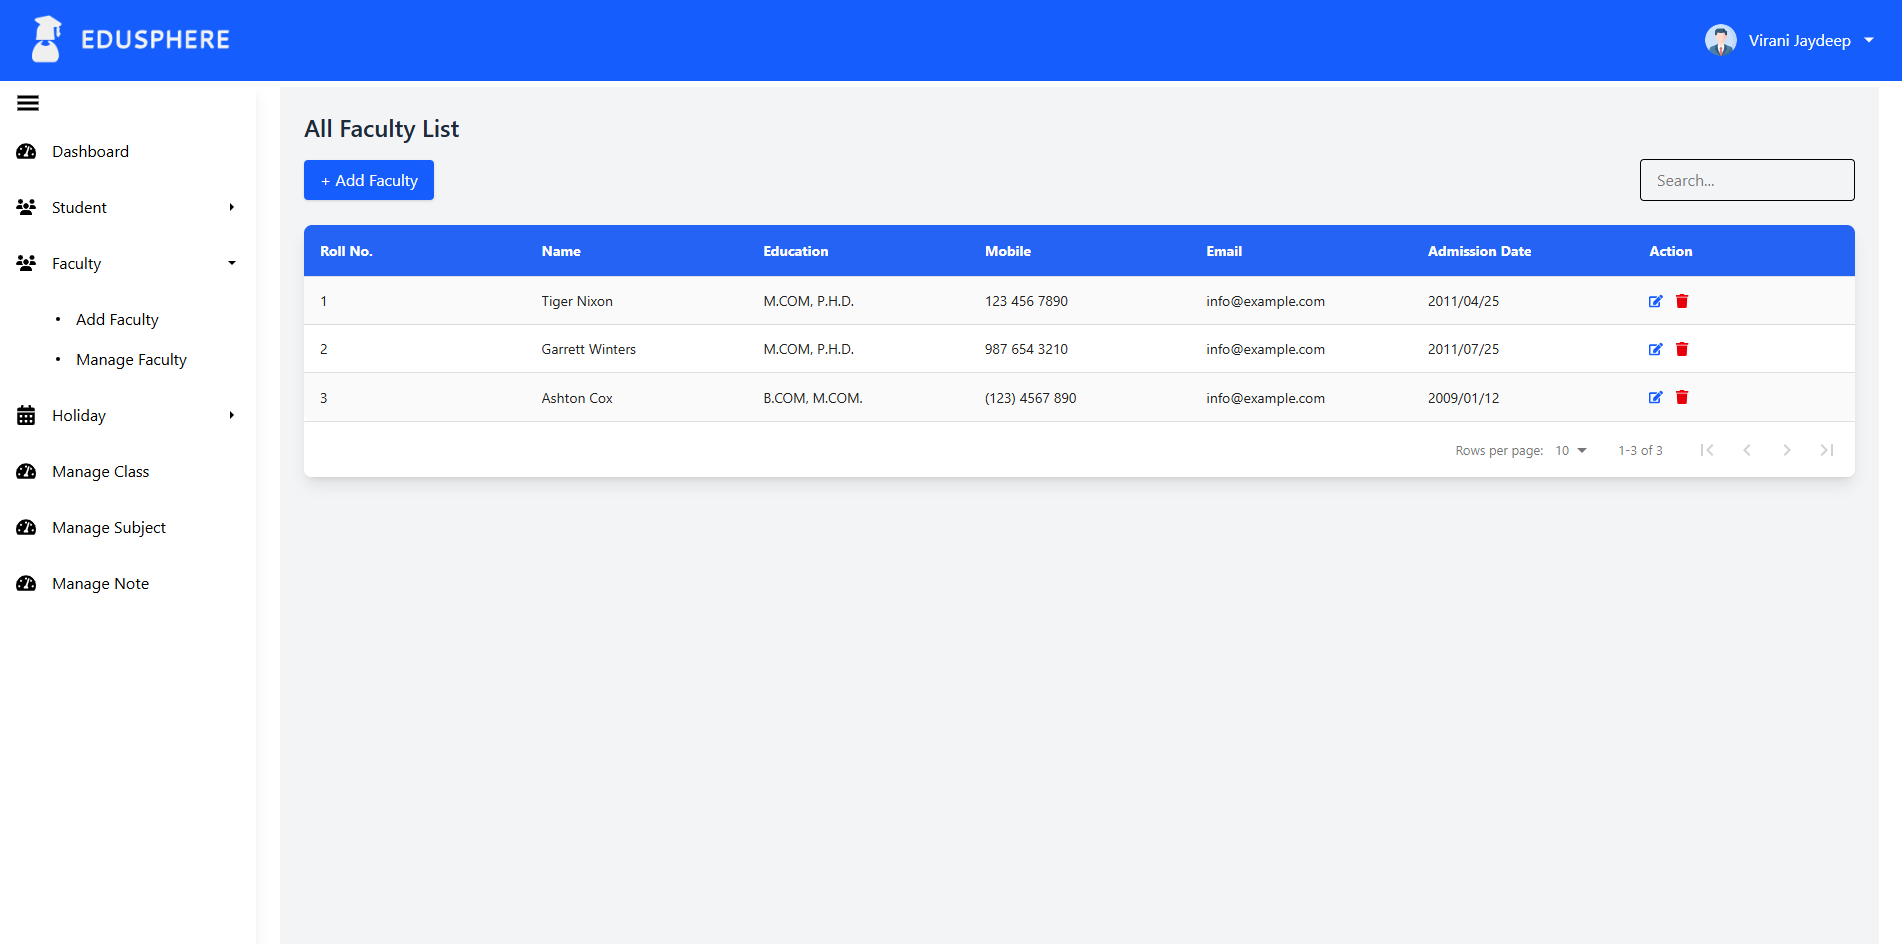 EDUSPHERE
Virani Jaydeep
Dashboard
Student
Faculty
• Add Faculty
• Manage Faculty
Holiday
Manage Class
Manage Subject
Manage Note
All Faculty List
+ Add Faculty
Search...
Roll No. Name Education Mobile Email Admission Date Action
1 Tiger Nixon M.COM, P.H.D. 123 456 7890 info@example.com 2011/04/25
2 Garrett Winters M.COM, P.H.D. 987 654 3210 info@example.com 2011/07/25
3 Ashton Cox B.COM, M.COM. (123) 4567 890 info@example.com 2009/01/12
Rows per page: 10 1-3 of 3